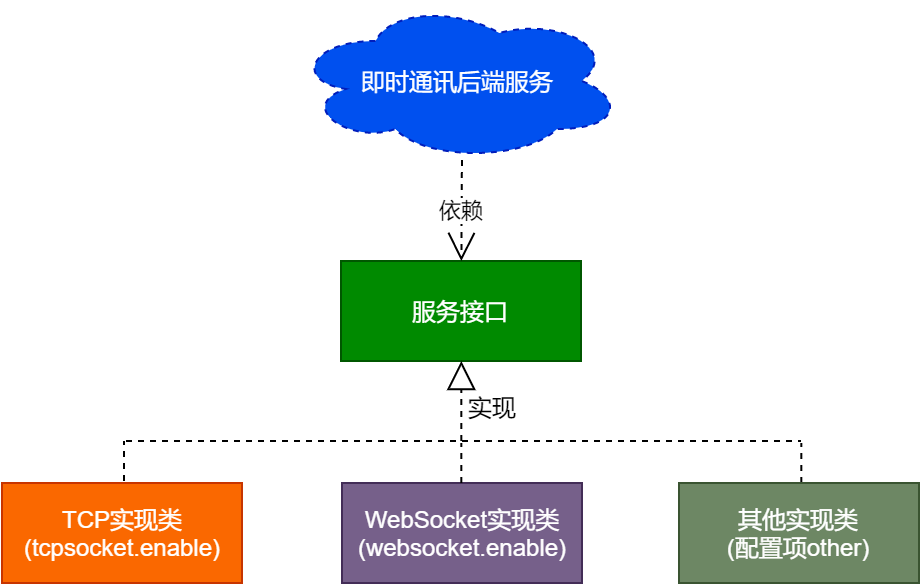 即时通讯后端服务
依赖
服务接口
实现
TCP实现类
(tcpsocket.enable)
WebSocket实现类
(websocket.enable)
其他实现类
(配置项other)